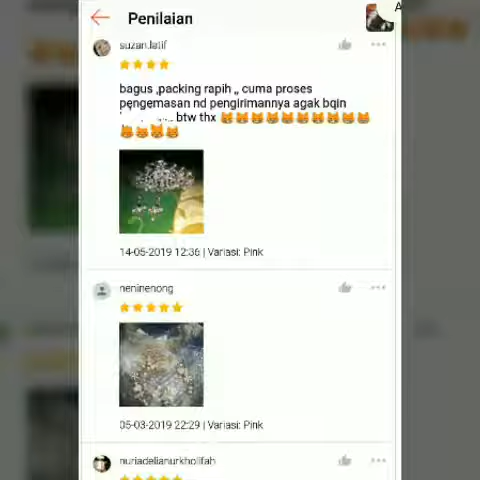 Penilaian
A
suzan.latif
bagus ,packing rapih ,, cuma proses
pengemasan nd pengirimannya agak bqin
btw thx
14-05-2019 12:36 | Variasi: Pink
neninenong
05-03-2019 22:29 | Variasi: Pink
nuriadelianurkholifah